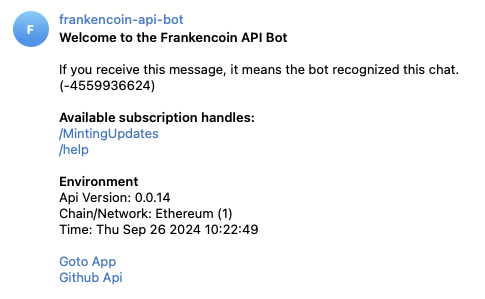 F
frankencoin-api-bot
Welcome to the Frankencoin API Bot
If you receive this message, it means the bot recognized this chat.
(-4559936624)
Available subscription handles:
/MintingUpdates
/help
Environment
Api Version: 0.0.14
Chain/Network: Ethereum (1)
Time: Thu Sep 26 2024 10:22:49
Goto App
Github Api